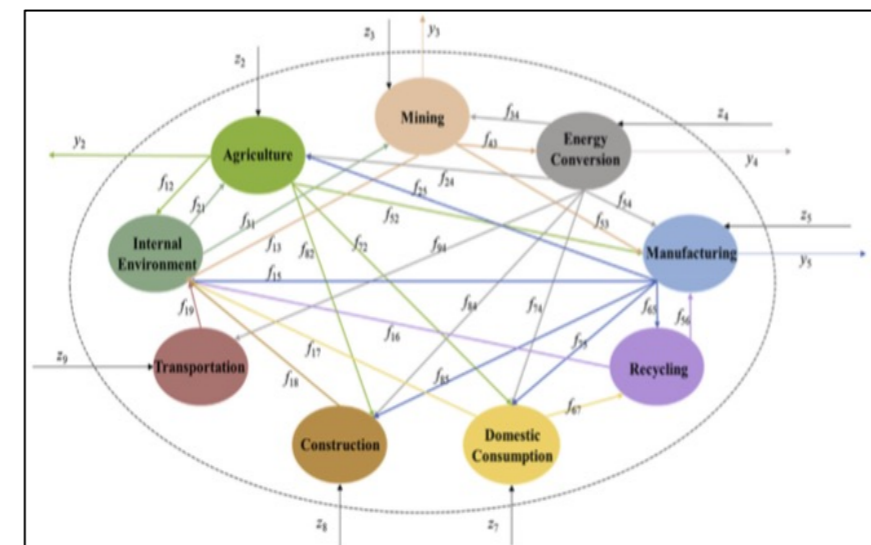 z₃
y₃
z₂
Mining
f₃₄
z₄
y₂
Agriculture
f₄₃
Energy
Conversion
y₄
f₁₂
f₂₄
f₂₅
f₂₁
f₅₄
f₃₁
f₅₂
f₅₃
z₅
Internal
Environment
f₁₃
f₈₂
f₇₂
f₉₄
Manufacturing
y₅
f₁₅
f₁₉
f₈₄
f₇₄
f₆₅
f₅₆
f₁₆
f₇₅
z₉
Transportation
f₁₇
Recycling
f₁₈
f₈₅
f₆₇
Construction
Domestic
Consumption
z₈
z₇